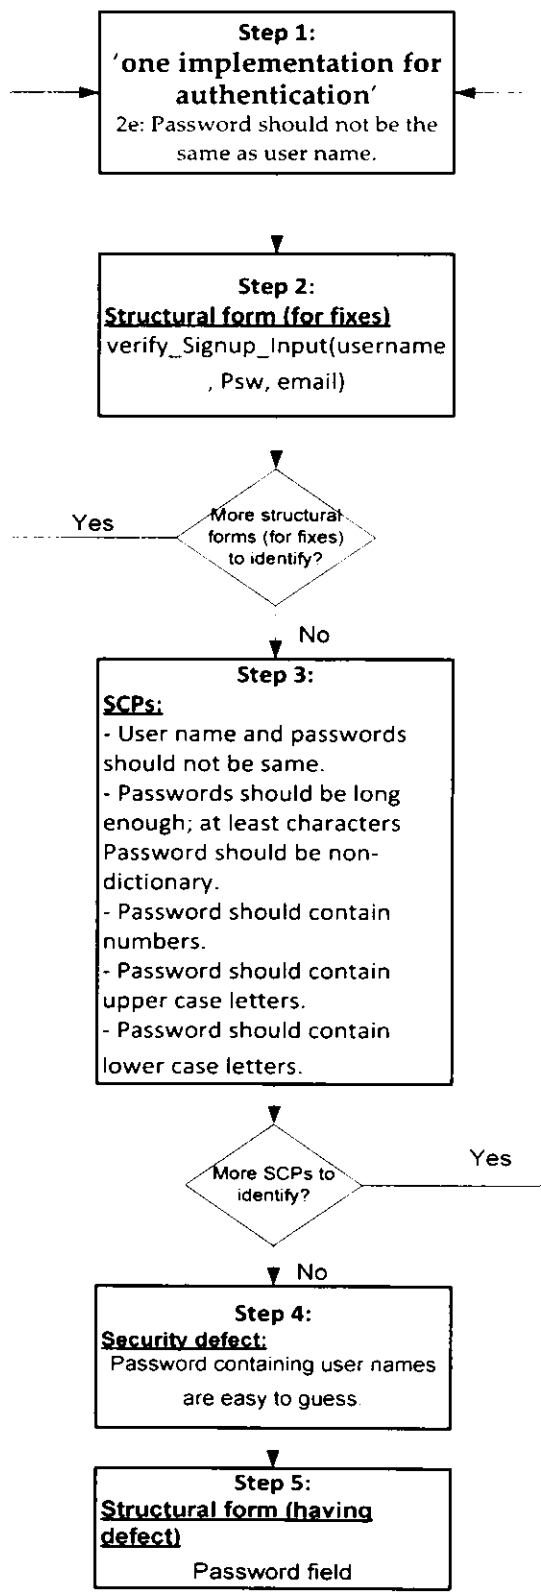 Step 1:
'one implementation for
authentication'
2e: Password should not be the
same as user name.
Step 2:
Structural form (for fixes)
verify_Signup_Input(username
, Psw, email)
More structural
forms (for fixes)
to identify?
Yes
No
Step 3:
SCPs:
- User name and passwords
should not be same.
- Passwords should be long
enough; at least characters
Password should be non-
dictionary.
- Password should contain
numbers.
- Password should contain
upper case letters.
- Password should contain
lower case letters.
More SCPs to
identify?
Yes
No
Step 4:
Security defect:
Password containing user names
are easy to guess.
Step 5:
Structural form (having
defect)
Password field